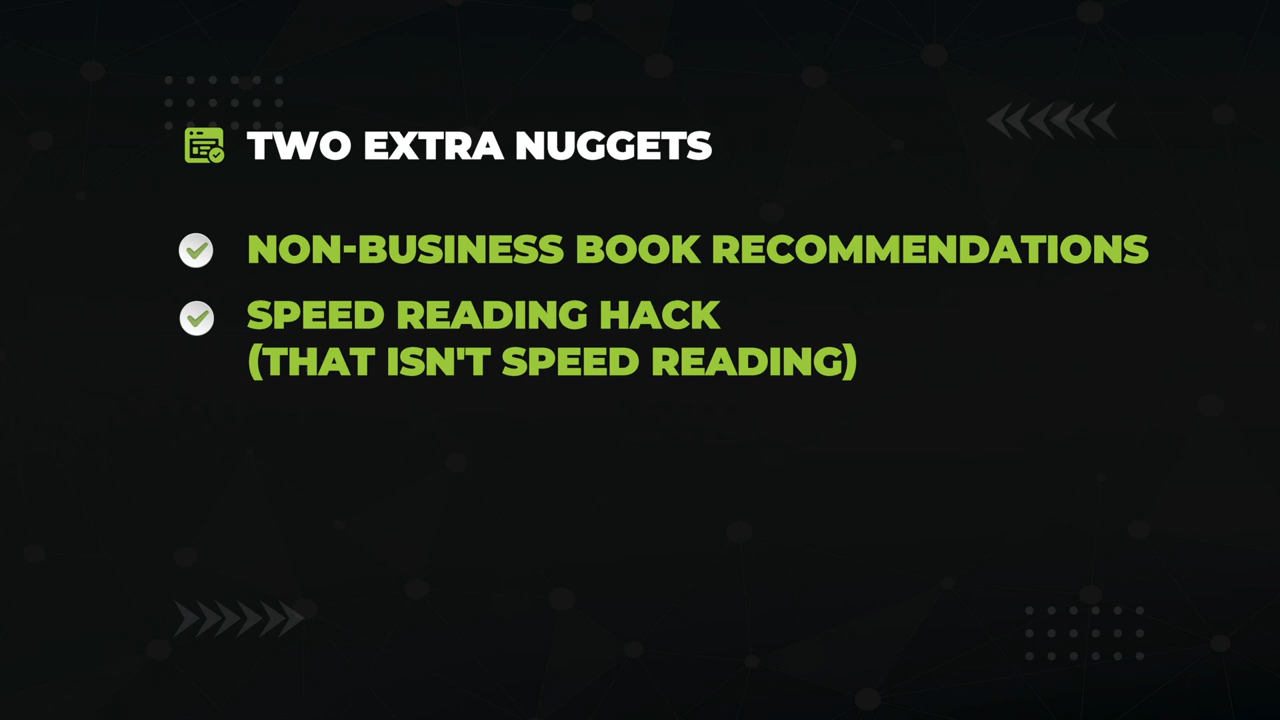 TWO EXTRA NUGGETS
NON-BUSINESS BOOK RECOMMENDATIONS
SPEED READING HACK
(THAT ISN'T SPEED READING)